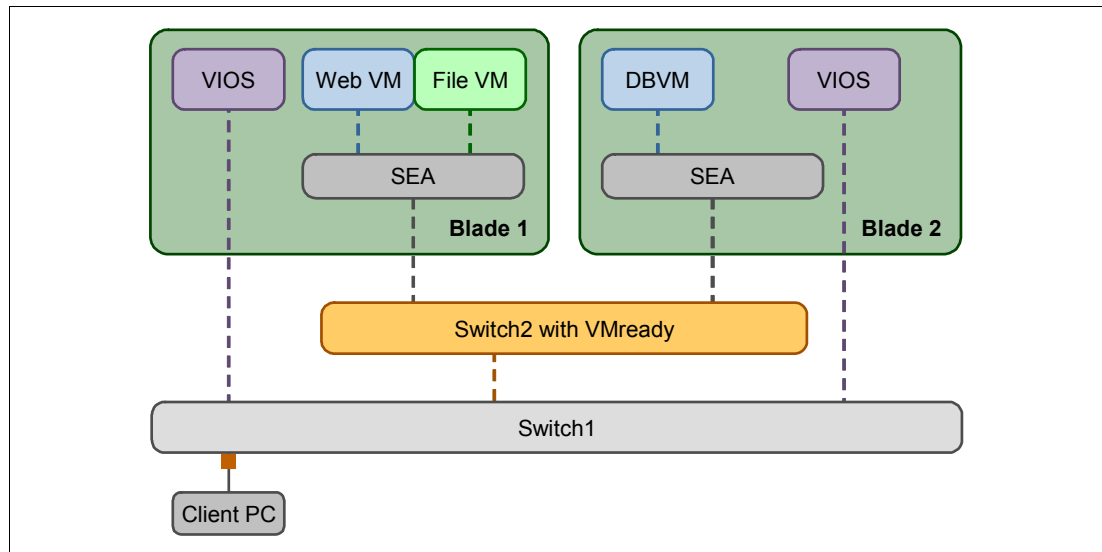 VIOS
Web VM
File VM
SEA
Blade 1
DBVM
VIOS
SEA
Blade 2
Switch2 with VMready
Switch1
Client PC